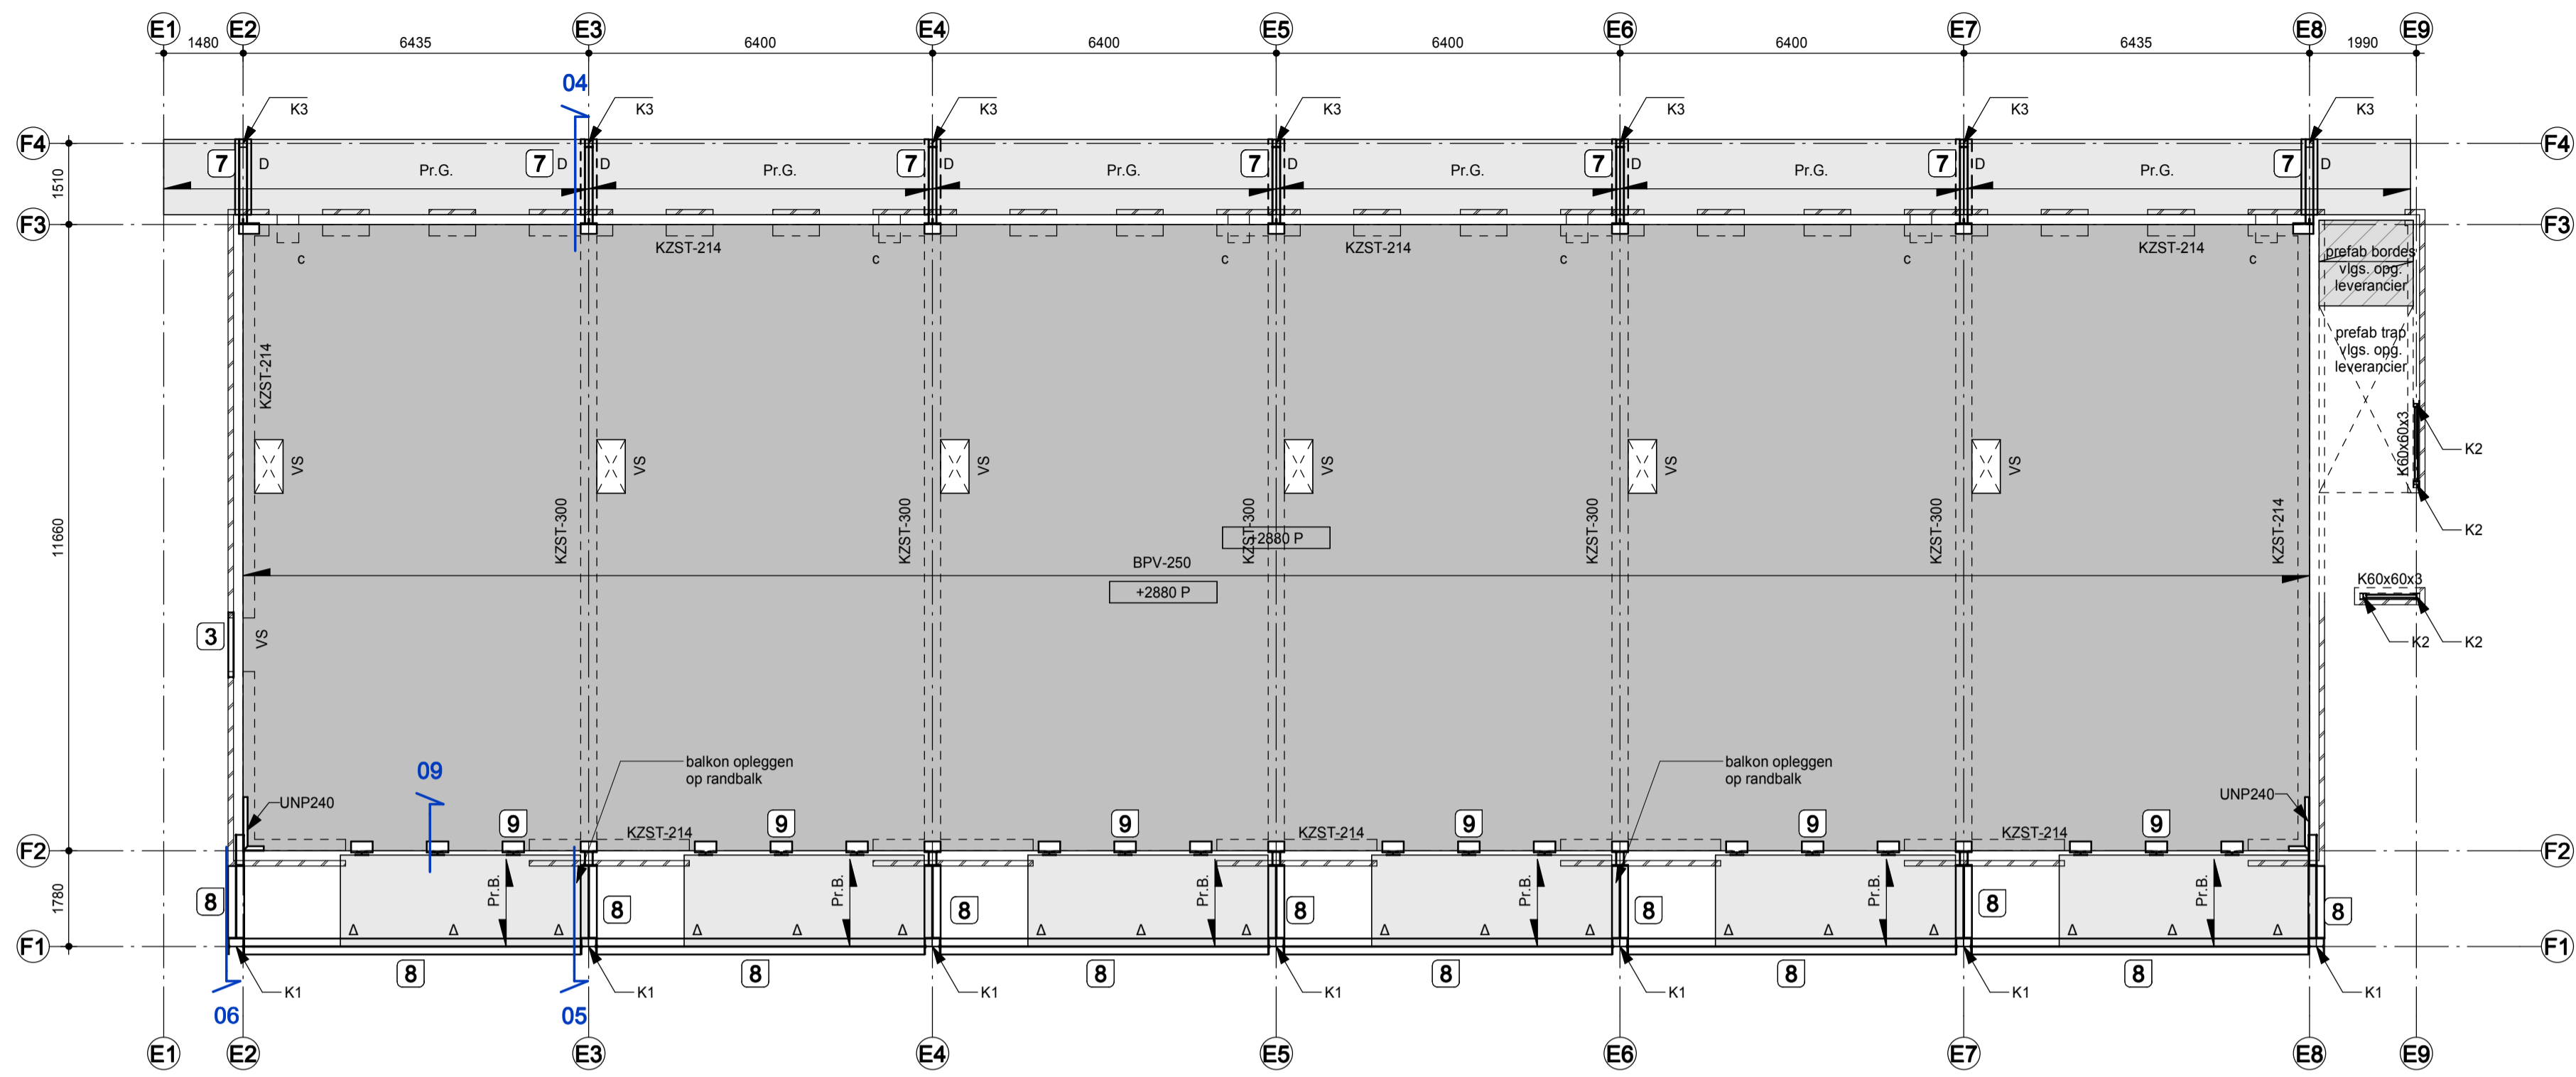 E1 E2 E3 E4 E5 E6 E7 E8 E9
1480 6435 6400 6400 6400 6400 6435 1990
04
K3 K3 K3 K3 K3 K3 K3
F4 F4
7 D 7 D D 7 D 7 D 7 D 7 D 7 D
Pr.G. Pr.G. Pr.G. Pr.G. Pr.G. Pr.G.
1510
F3 F3
KZST-214 KZST-214 KZST-214
c c c c c c
prefab bordes
vlgs. opg.
leverancier
prefab trap
vlgs. opg.
leverancier
KZST-214
K60x60x3
K2
VS VS VS VS VS VS
K2
11660
KZST-300 KZST-300 KZST-300 KZST-300 KZST-300 KZST-214
+2880 P
BPV-250
+2880 P
K60x60x3
3
VS
K2 K2
balkon opleggen
op randbalk
balkon opleggen
op randbalk
09
UNP240 UNP240
9 9 9 9 9 9
KZST-214 KZST-214 KZST-214
F2 F2
1780
Pr.B. Pr.B. Pr.B. Pr.B. Pr.B. Pr.B.
8 8 8 8 8 8 8
F1 F1
8 8 8 8 8 8
K1 K1 K1 K1 K1 K1 K1
06 05
E1 E2 E3 E4 E5 E6 E7 E8 E9